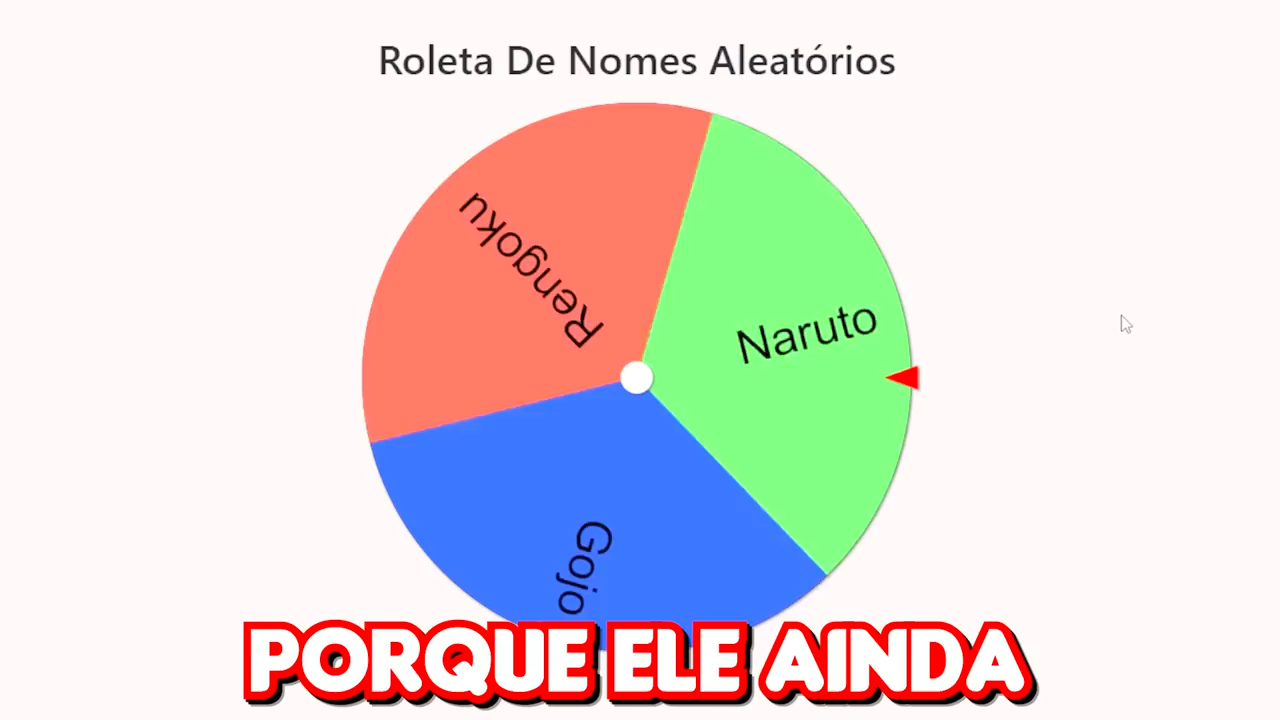 Roleta De Nomes Aleatórios
Rengoku
Naruto
Gojo
PORQUE ELE AINDA